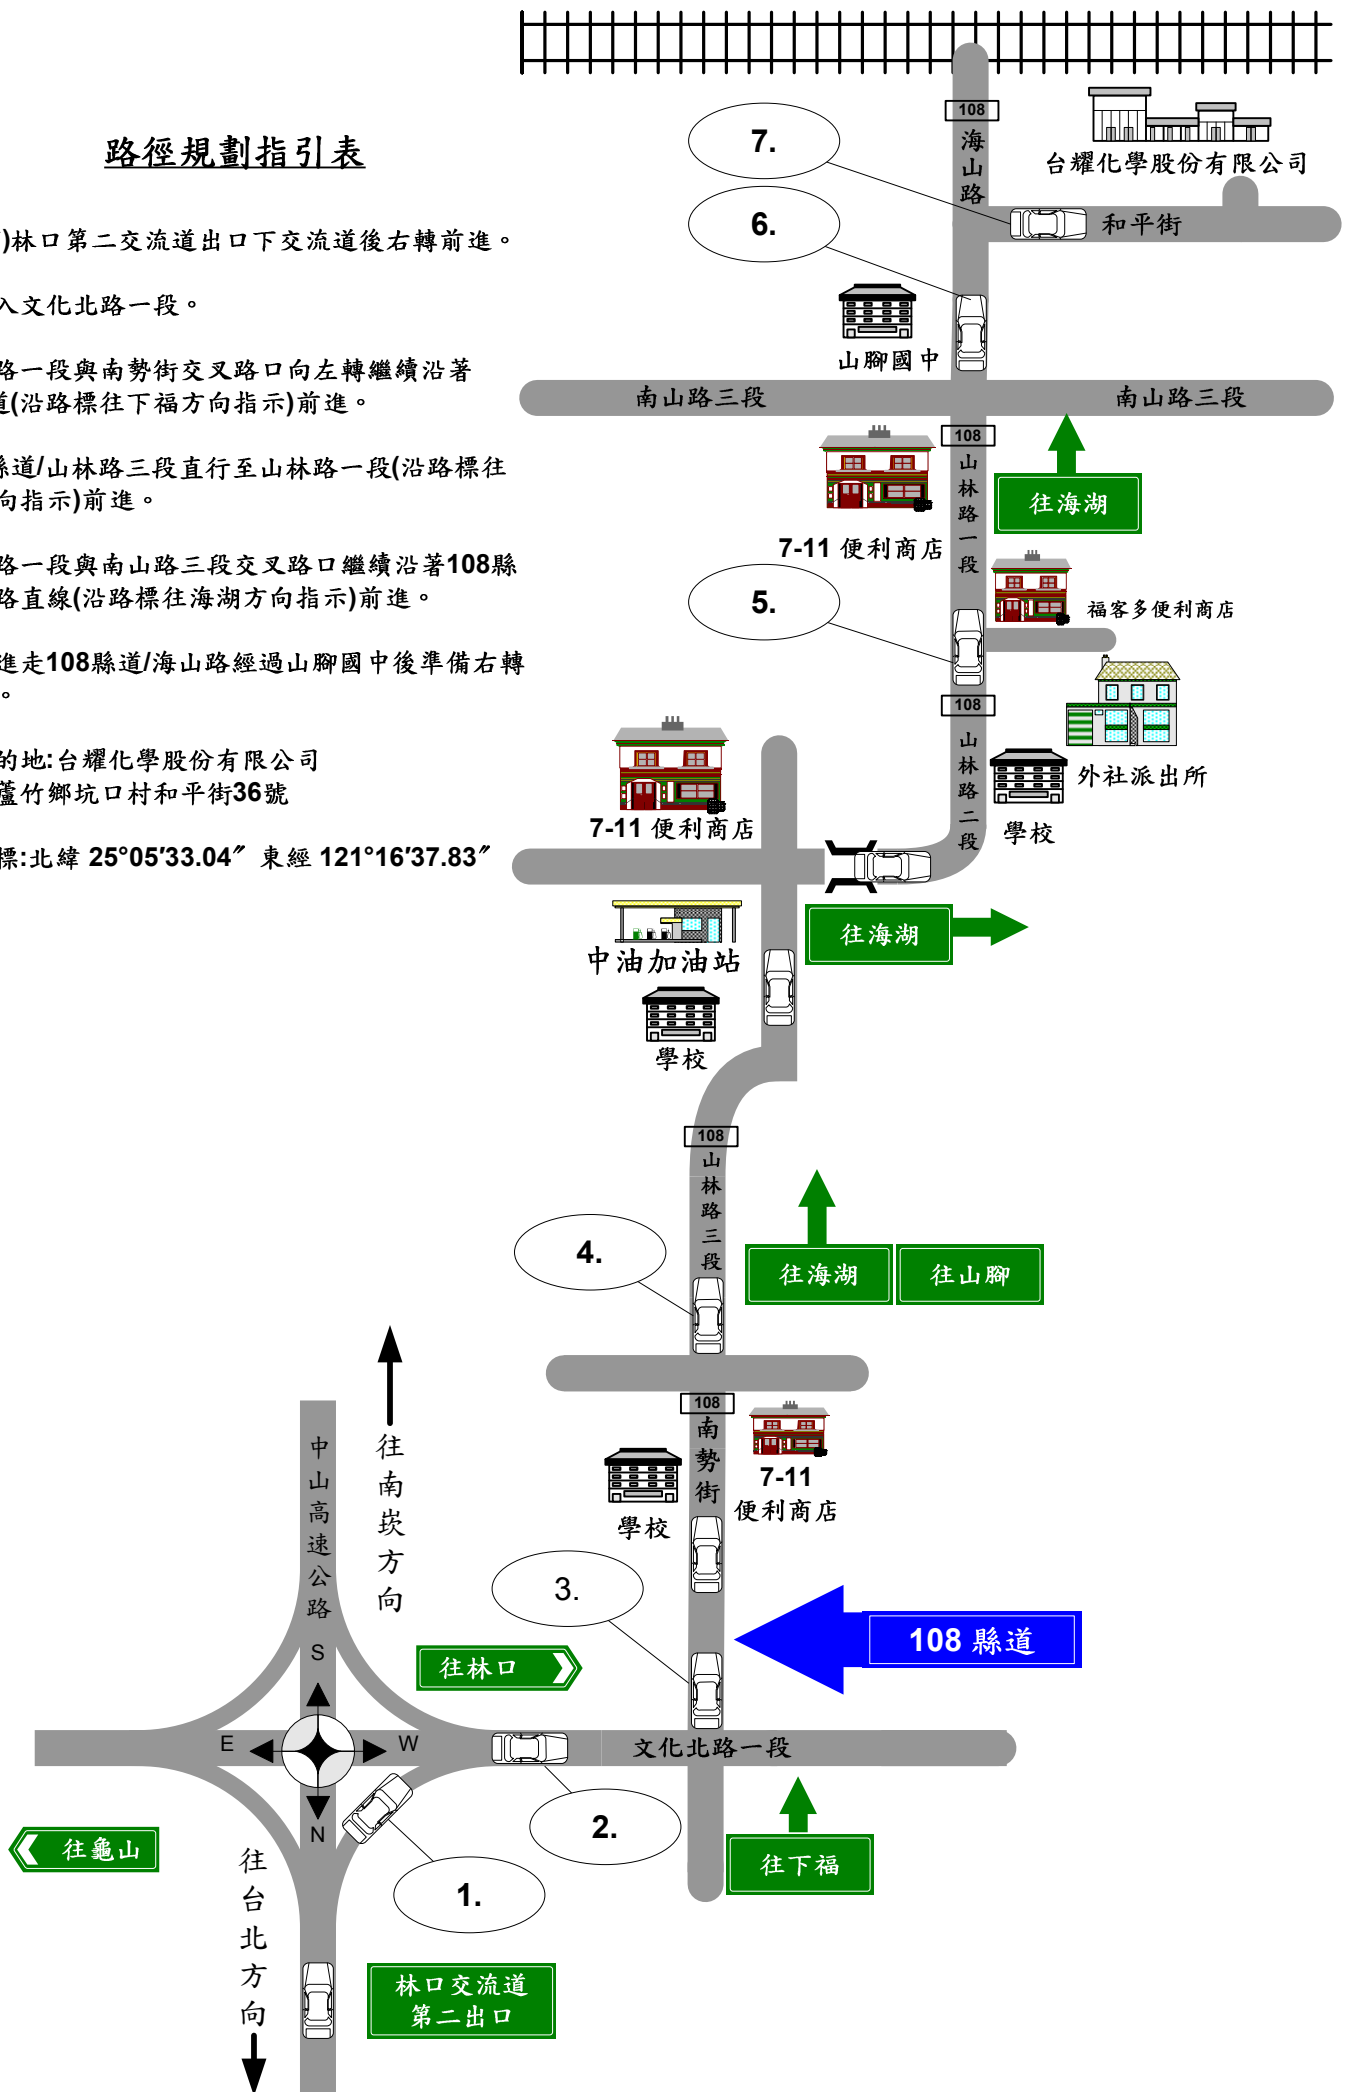 路徑規劃指引表
)林口第二交流道出口下交流道後右轉前進。
入文化北路一段。
路一段與南勢街交叉路口向左轉繼續沿著
道(沿路標往下福方向指示)前進。
縣道/山林路三段直行至山林路一段(沿路標往
向指示)前進。
路一段與南山路三段交叉路口繼續沿著108縣
路直線(沿路標往海湖方向指示)前進。
進走108縣道/海山路經過山腳國中後準備右轉
。
的地:台耀化學股份有限公司
蘆竹鄉坑口村和平街36號
標:北緯 25°05′33.04″ 東經 121°16′37.83″
108
海山路
台耀化學股份有限公司
7.
和平街
6.
山腳國中
南山路三段
南山路三段
108
山林路一段
往海湖
7-11 便利商店
福客多便利商店
5.
108
山林路二段
外社派出所
學校
7-11 便利商店
往海湖
中油加油站
學校
108
山林路三段
4.
往海湖
往山腳
108
南勢街
7-11
便利商店
學校
中山高速公路
往南崁方向
3.
108 縣道
往林口
S
E
W
N
文化北路一段
2.
往下福
往龜山
1.
往台北方向
林口交流道
第二出口